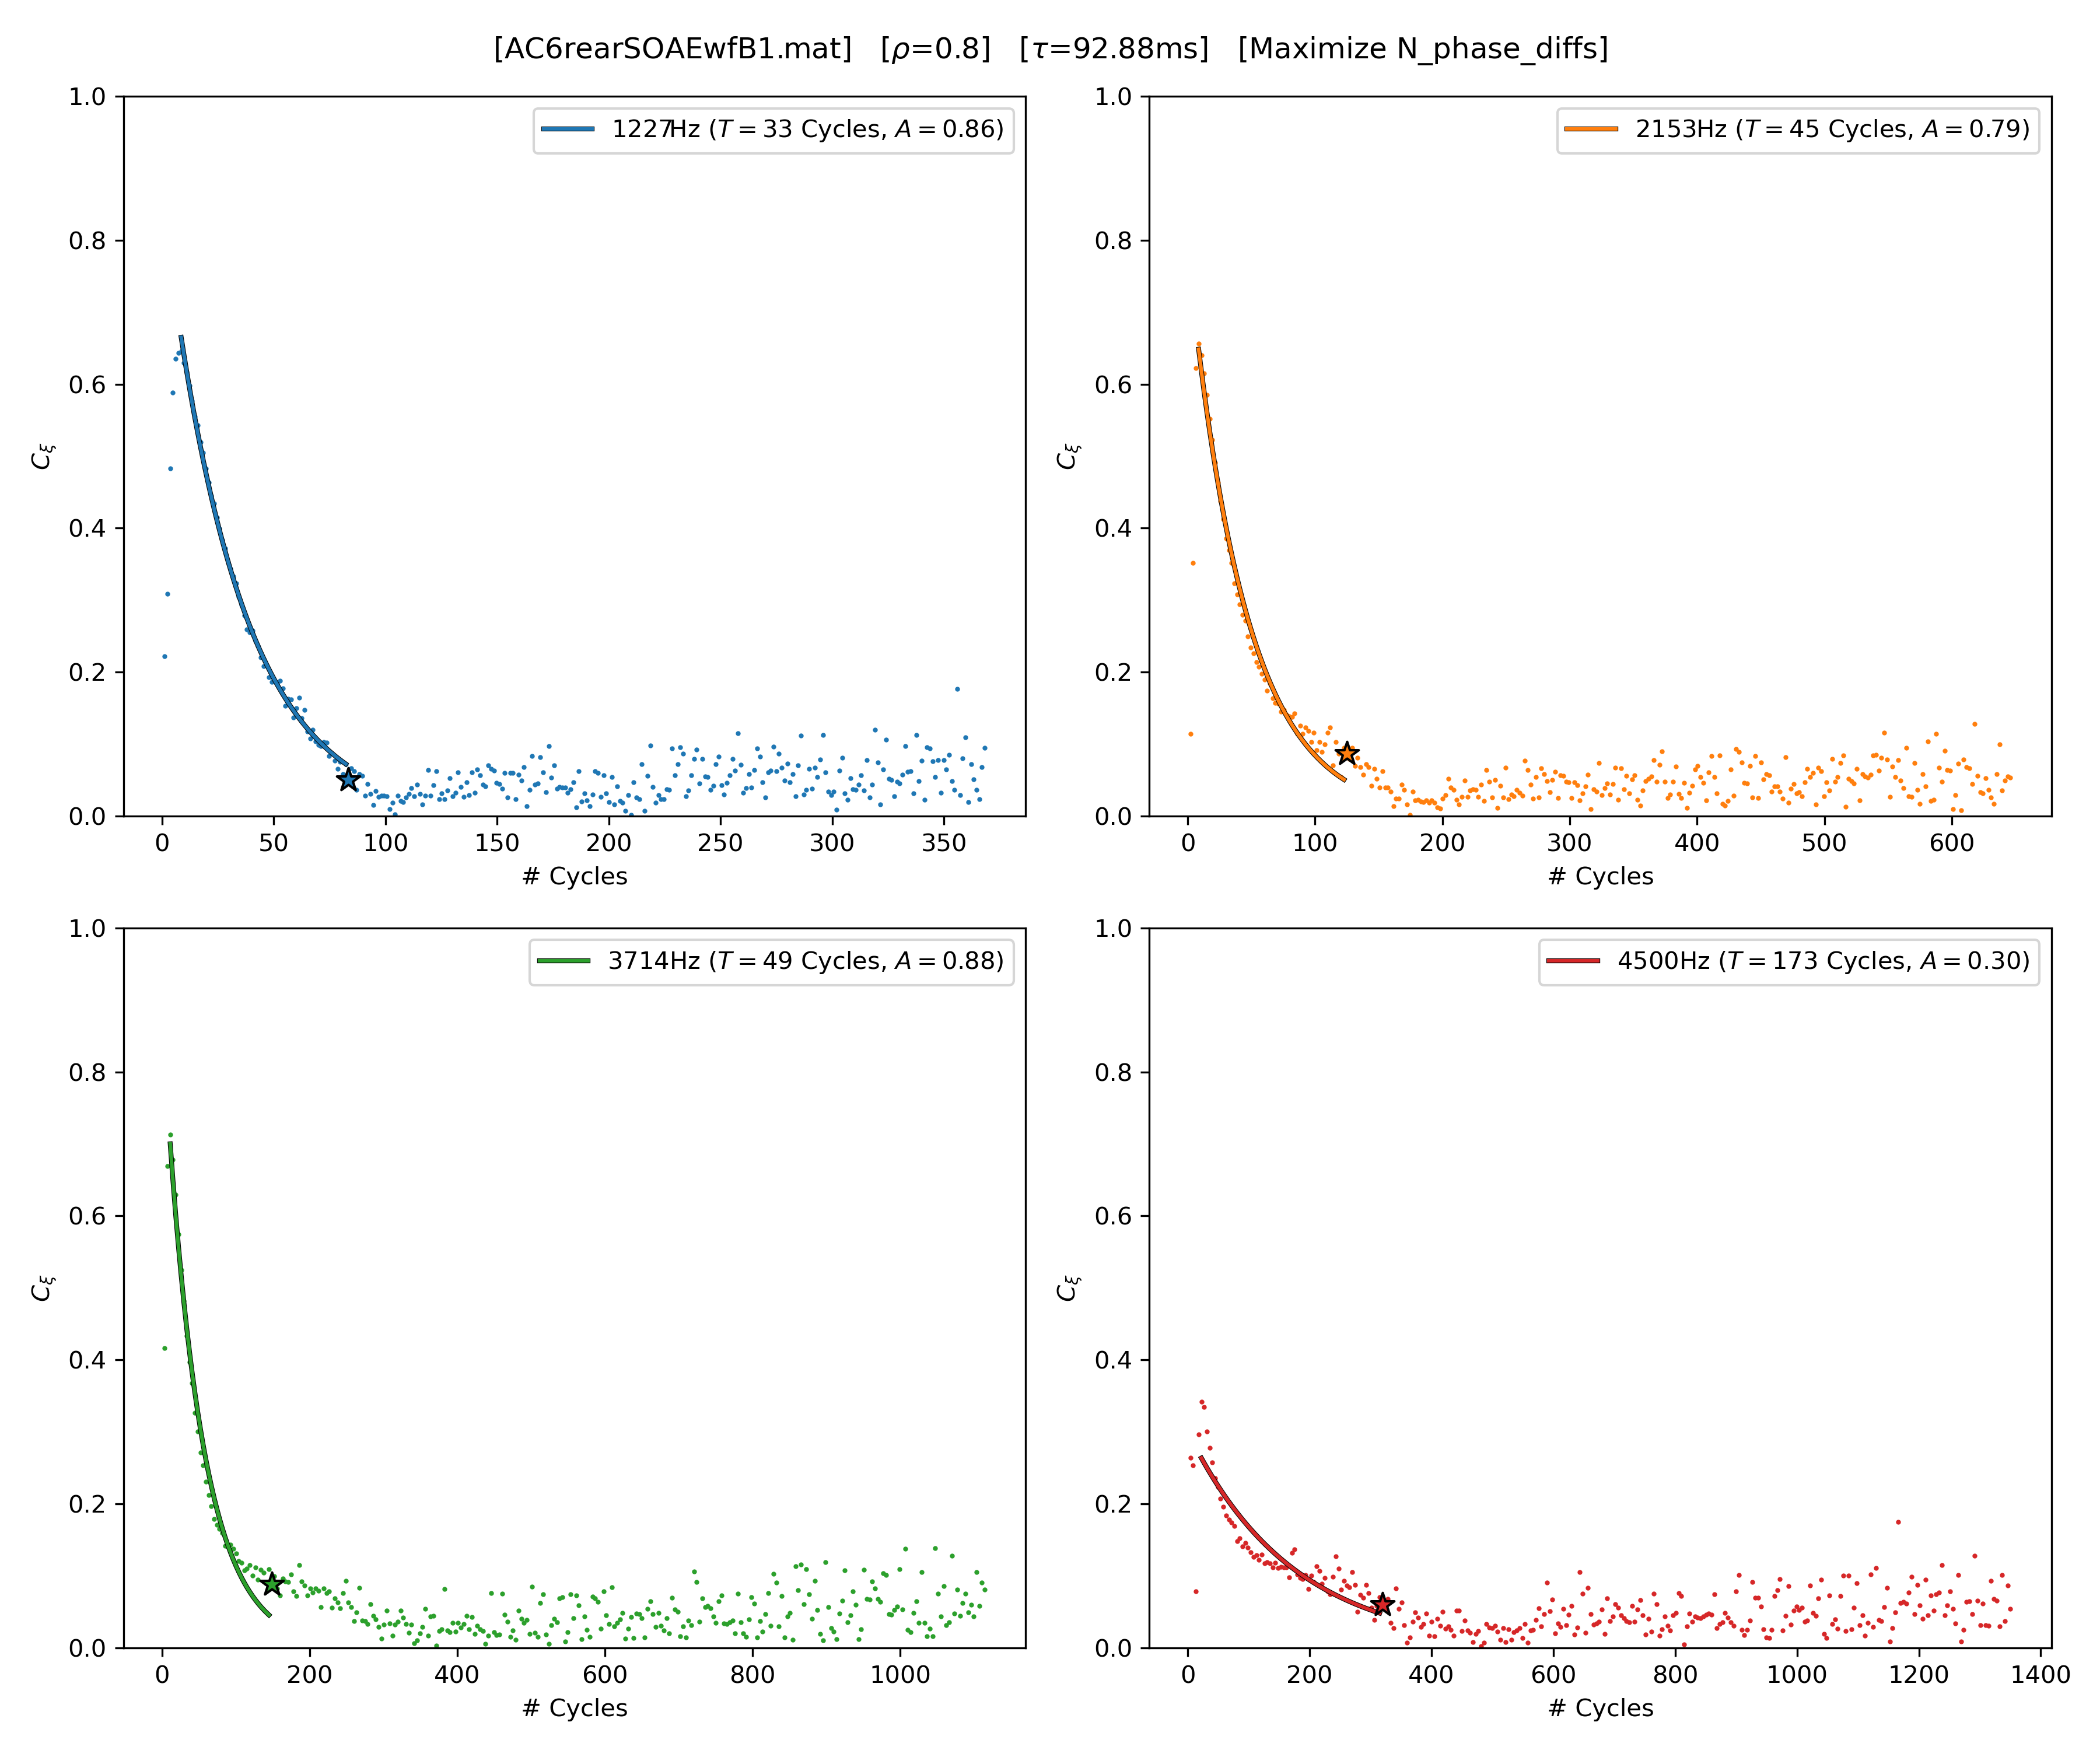 [AC6rearSOAEwfB1.mat] [ρ=0.8] [τ=92.88ms] [Maximize N_phase_diffs]
1227Hz (T = 33 Cycles, A = 0.86)
1.0
0.8
0.6
0.4
0.2
0.0
C_ξ
0 50 100 150 200 250 300 350
# Cycles
2153Hz (T = 45 Cycles, A = 0.79)
1.0
0.8
0.6
0.4
0.2
0.0
C_ξ
0 100 200 300 400 500 600
# Cycles
3714Hz (T = 49 Cycles, A = 0.88)
1.0
0.8
0.6
0.4
0.2
0.0
C_ξ
0 200 400 600 800 1000
# Cycles
4500Hz (T = 173 Cycles, A = 0.30)
1.0
0.8
0.6
0.4
0.2
0.0
C_ξ
0 200 400 600 800 1000 1200 1400
# Cycles